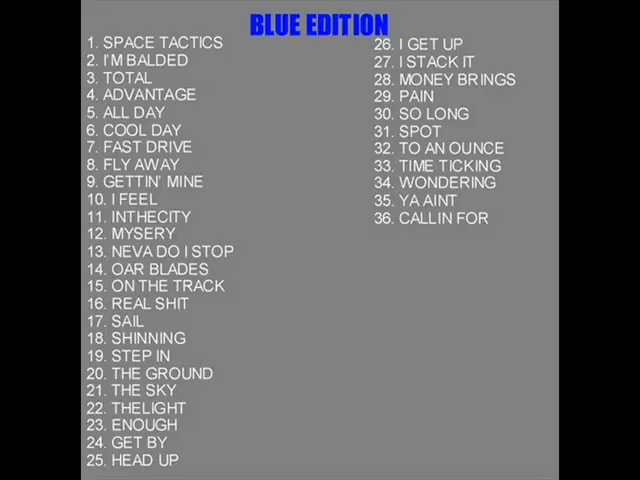 BLUE EDITION
1. SPACE TACTICS
2. I'M BALDED
3. TOTAL
4. ADVANTAGE
5. ALL DAY
6. COOL DAY
7. FAST DRIVE
8. FLY AWAY
9. GETTIN' MINE
10. I FEEL
11. INTHECITY
12. MYSERY
13. NEVA DO I STOP
14. OAR BLADES
15. ON THE TRACK
16. REAL SHIT
17. SAIL
18. SHINNING
19. STEP IN
20. THE GROUND
21. THE SKY
22. THELIGHT
23. ENOUGH
24. GET BY
25. HEAD UP
26. I GET UP
27. I STACK IT
28. MONEY BRINGS
29. PAIN
30. SO LONG
31. SPOT
32. TO AN OUNCE
33. TIME TICKING
34. WONDERING
35. YA AINT
36. CALLIN FOR